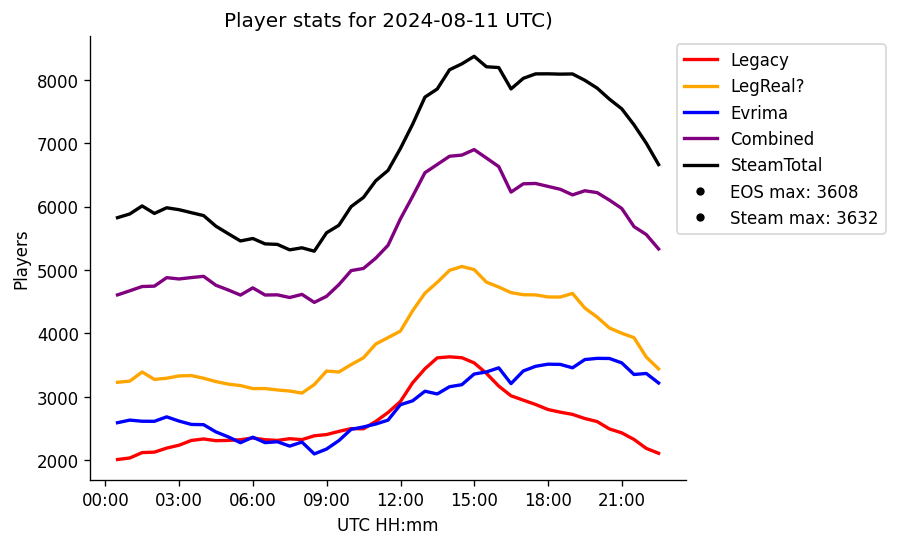 Player stats for 2024-08-11 UTC)
Legacy
LegReal?
Evrima
Combined
SteamTotal
EOS max: 3608
Steam max: 3632
Players
8000
7000
6000
5000
4000
3000
2000
00:00 03:00 06:00 09:00 12:00 15:00 18:00 21:00
UTC HH:mm